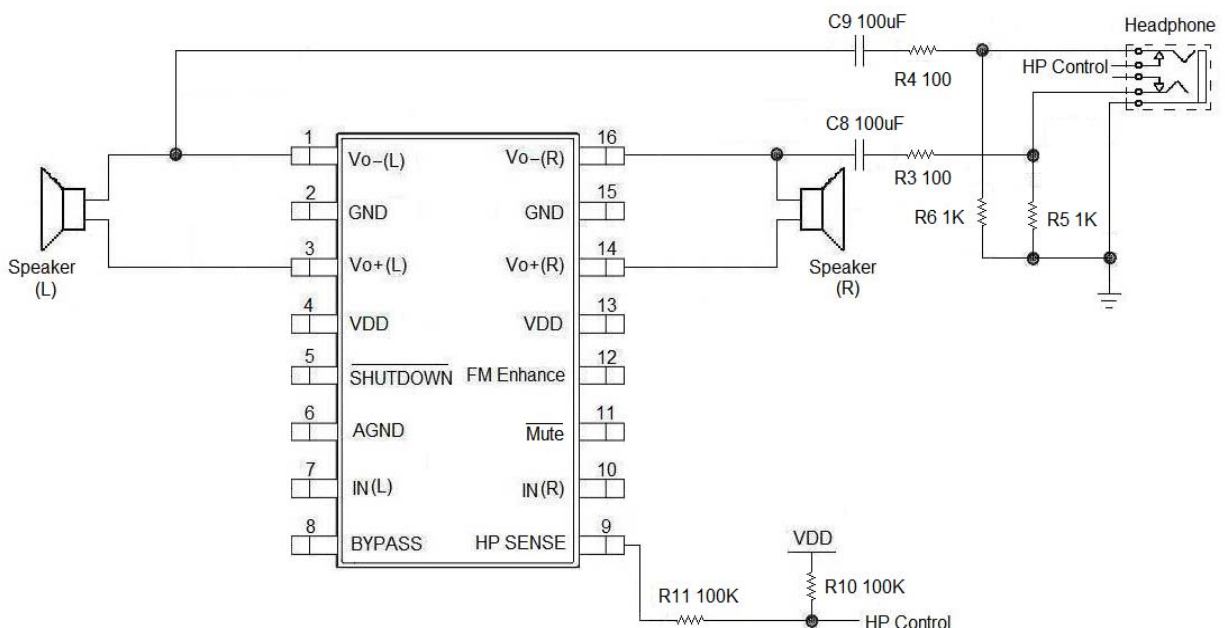 C9 100uF
Headphone
R4 100
HP Control
C8 100uF
R3 100
R6 1K
R5 1K
1
Vo–(L)
Vo–(R)
16
2
GND
GND
15
3
Vo+(L)
Vo+(R)
14
Speaker
(L)
Speaker
(R)
4
VDD
VDD
13
5
SHUTDOWN
FM Enhance
12
6
AGND
Mute
11
7
IN(L)
IN(R)
10
8
BYPASS
HP SENSE
9
VDD
R10 100K
R11 100K
HP Control